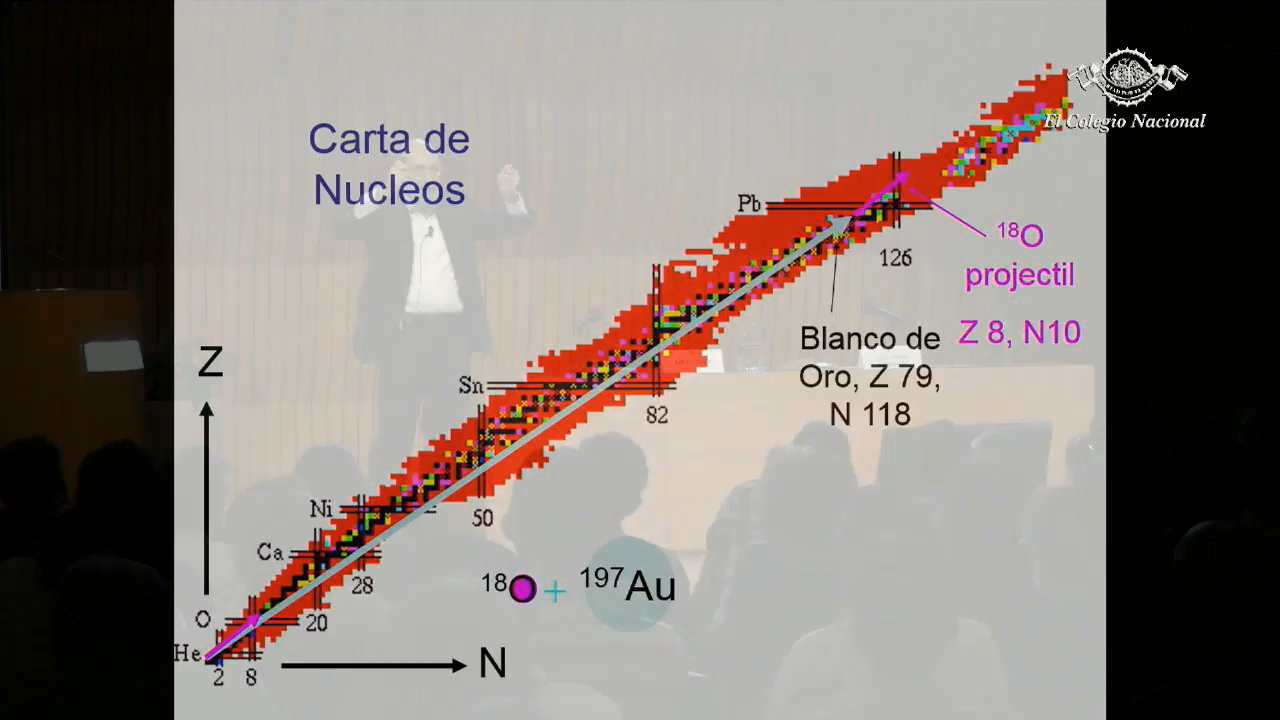 El Colegio Nacional
Carta de
Nucleos
Pb
126
18O
projectil
Z 8, N10
Blanco de
Oro, Z 79,
N 118
Z
Sn
82
Ni
50
Ca
28
18O + 197Au
O
20
He
2
8
N